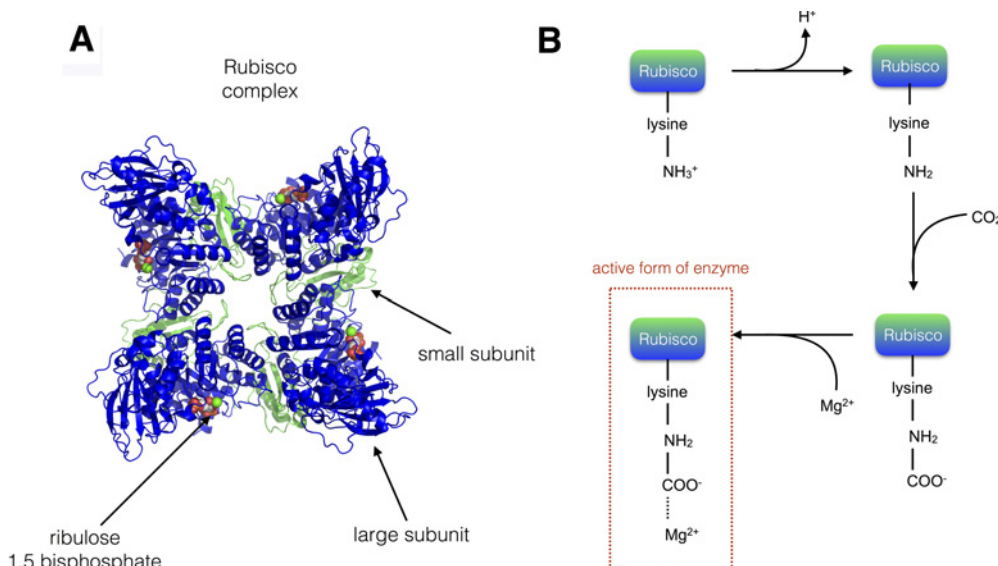 A
Rubisco
complex
small subunit
large subunit
ribulose
1,5 bisphosphate
B
H⁺
Rubisco
lysine
NH₃⁺
Rubisco
lysine
NH₂
CO₂
active form of enzyme
Rubisco
lysine
NH₂
COO⁻
Mg²⁺
Mg²⁺
Rubisco
lysine
NH₂
COO⁻